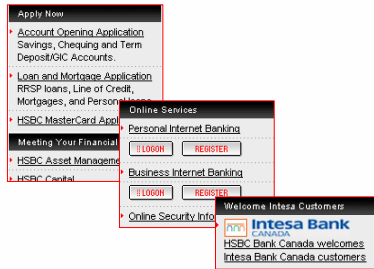 Apply Now
Account Opening Application
Savings, Chequing and Term
Deposit/GIC Accounts.
Loan and Mortgage Application
RRSP loans, Line of Credit,
Mortgages, and Personal
HSBC MasterCard
Meeting Your Financial
HSBC Asset
HSBC Capital
Online Services
Personal Internet Banking
LOGON REGISTER
Business Internet Banking
LOGON REGISTER
Online Security
Welcome Intesa Customers
Intesa Bank
CANADA
HSBC Bank Canada welcomes
Intesa Bank Canada customers